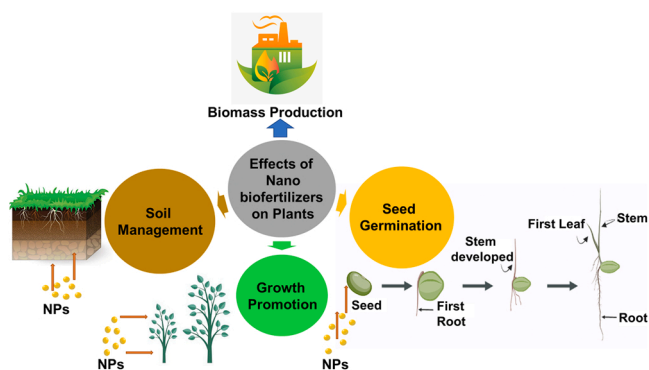 Biomass Production
Effects of
Nano
biofertilizers
on Plants
Soil
Management
Seed
Germination
Growth
Promotion
NPs
NPs
NPs
Seed
First
Root
Stem
developed
First Leaf
Stem
Root